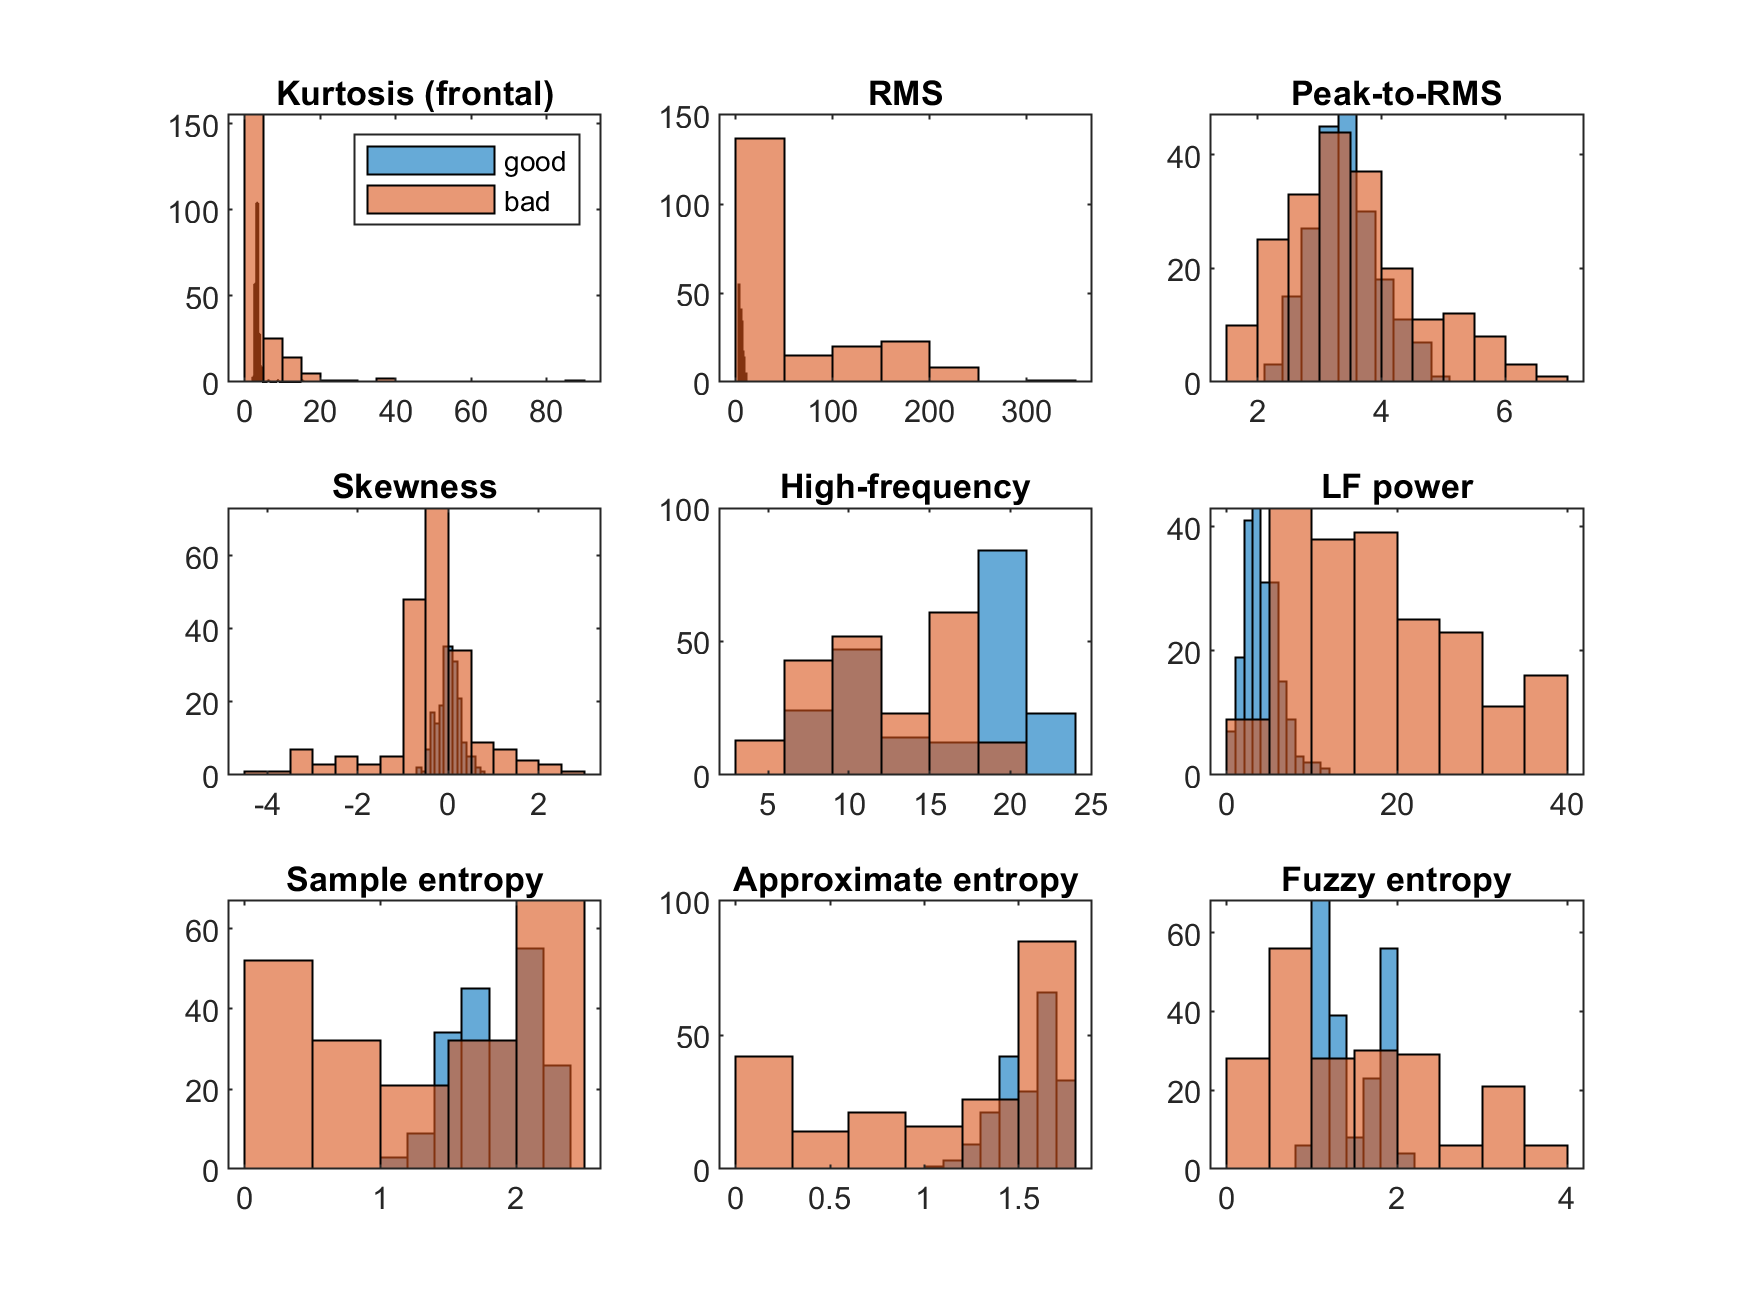 Kurtosis (frontal)
150
100
50
0
0 20 40 60 80
good
bad
RMS
150
100
50
0
0 100 200 300
Peak-to-RMS
40
20
0
2 4 6
Skewness
60
40
20
0
-4 -2 0 2
High-frequency
100
50
0
5 10 15 20 25
LF power
40
20
0
0 20 40
Sample entropy
60
40
20
0
0 1 2
Approximate entropy
100
50
0
0 0.5 1 1.5
Fuzzy entropy
60
40
20
0
0 2 4